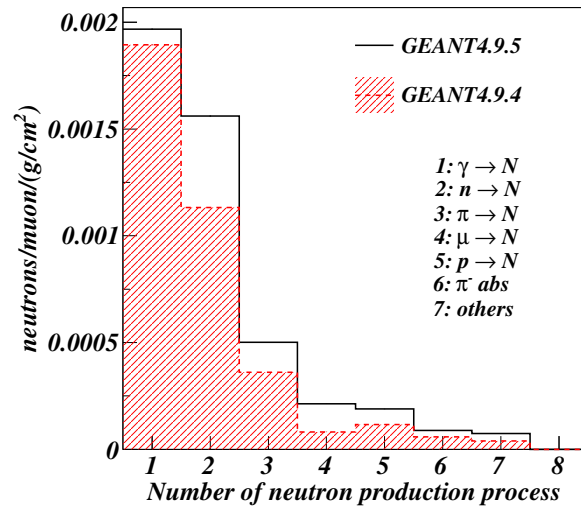 0.002
0.0015
0.001
0.0005
0
neutrons/muon/(g/cm²)
GEANT4.9.5
GEANT4.9.4
1: γ → N
2: n → N
3: π → N
4: μ → N
5: p → N
6: π⁻ abs
7: others
1 2 3 4 5 6 7 8
Number of neutron production process